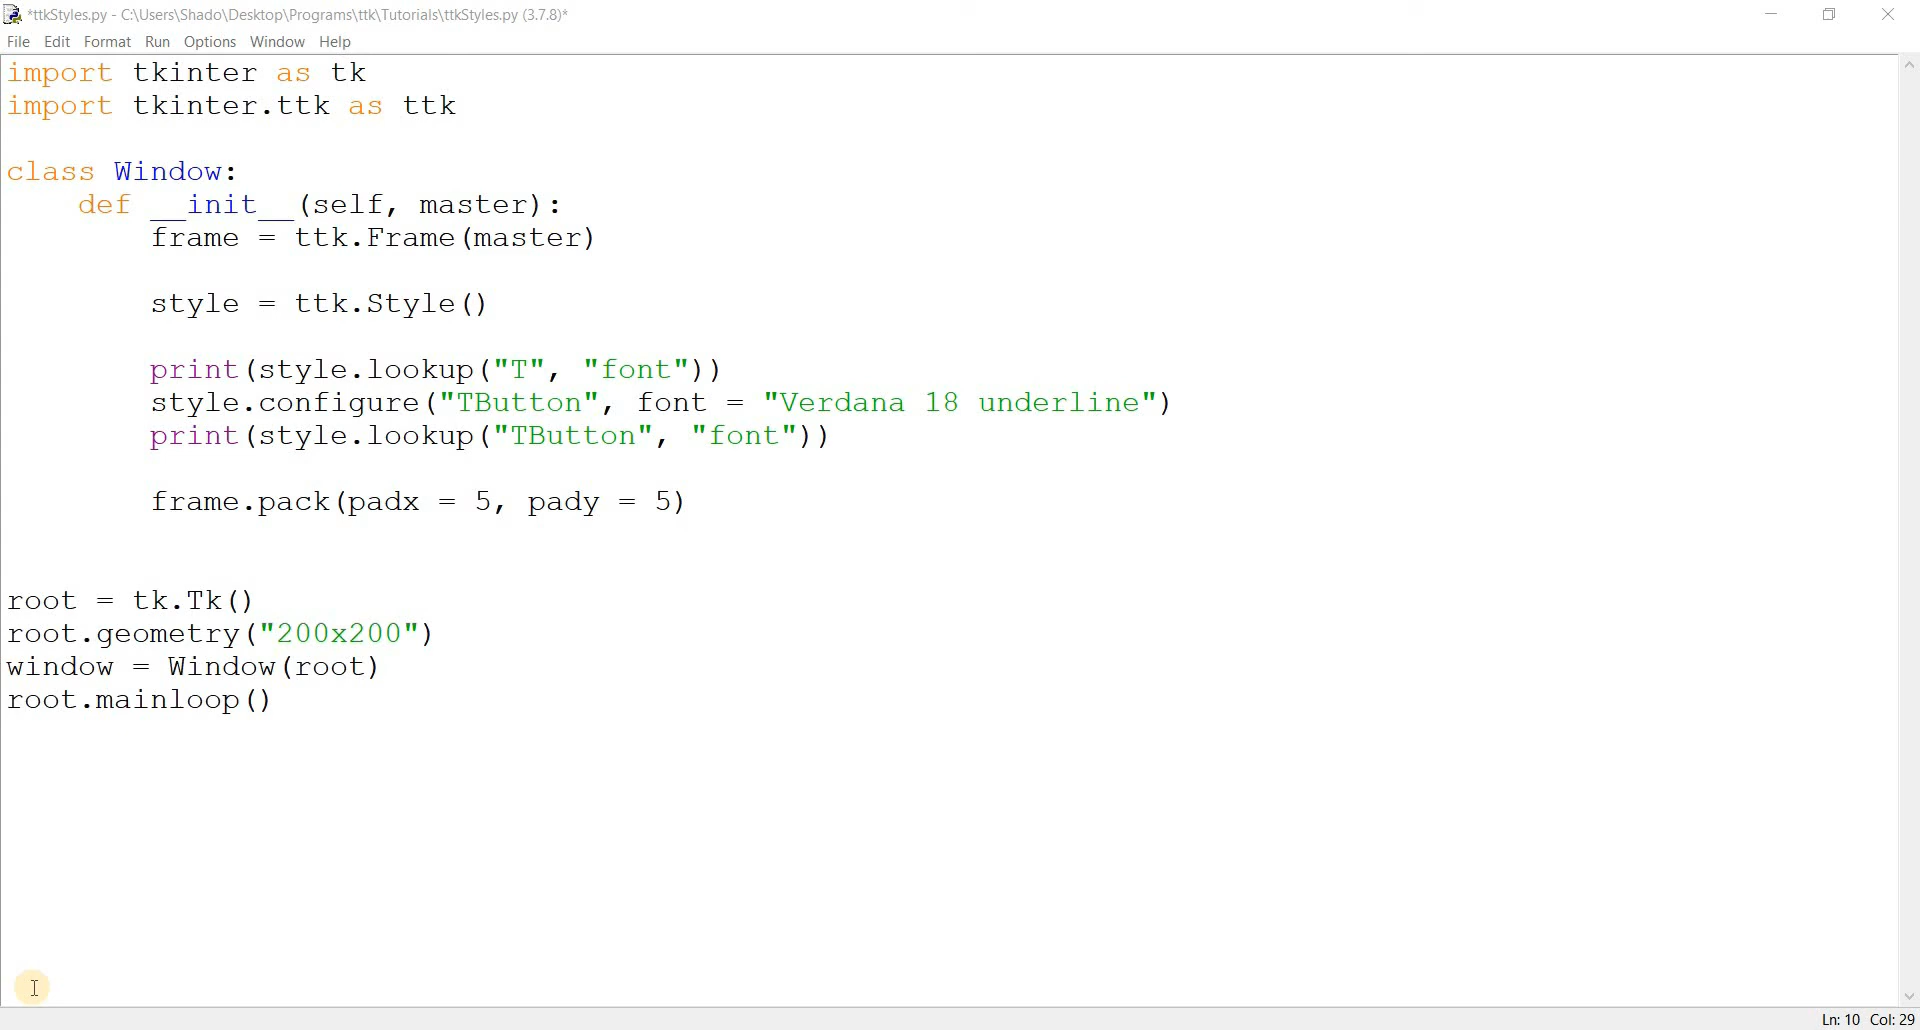 *ttkStyles.py - C:\Users\Shado\Desktop\Programs\ttk\Tutorials\ttkStyles.py (3.7.8)*
File Edit Format Run Options Window Help
import tkinter as tk
import tkinter.ttk as ttk
class Window:
    def __init__(self, master):
        frame = ttk.Frame(master)
        style = ttk.Style()
        print(style.lookup("T", "font"))
        style.configure("TButton", font = "Verdana 18 underline")
        print(style.lookup("TButton", "font"))
        frame.pack(padx = 5, pady = 5)
root = tk.Tk()
root.geometry("200x200")
window = Window(root)
root.mainloop()
Ln: 10 Col: 29